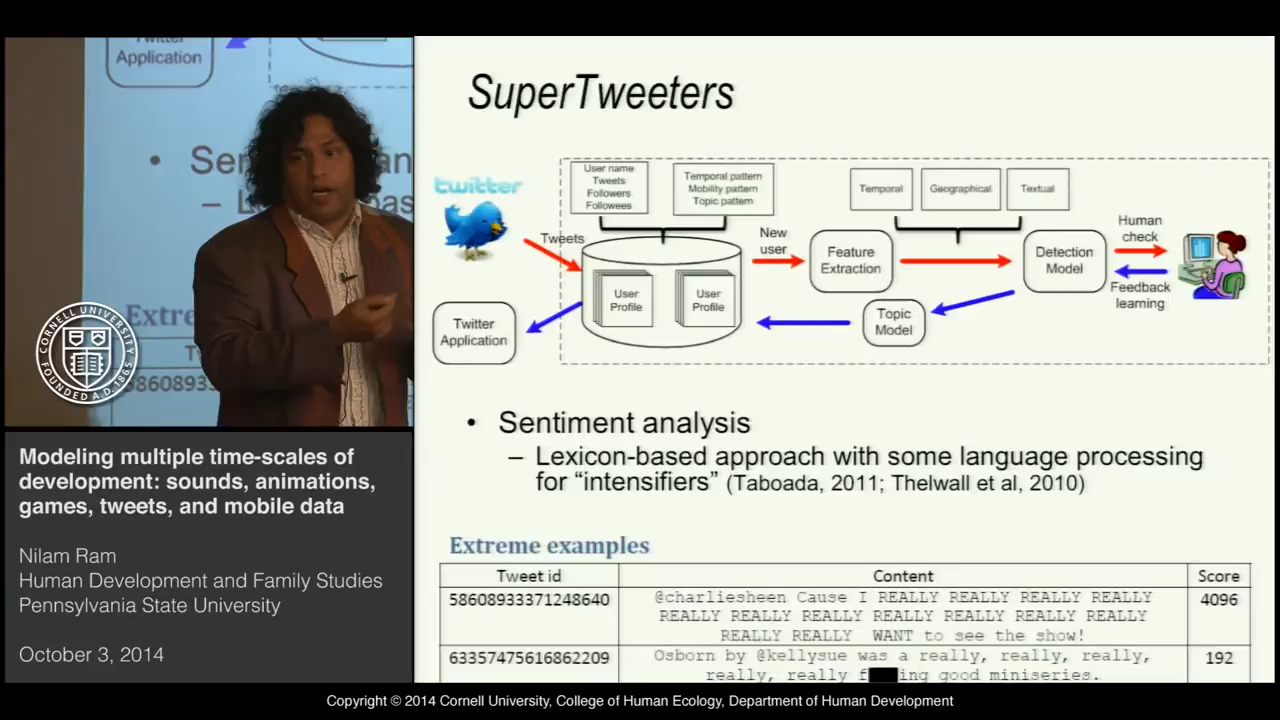 Twitter
Application
Extre
58608933
CORNELL UNIVERSITY
FOUNDED A.D. 1865
Modeling multiple time-scales of
development: sounds, animations,
games, tweets, and mobile data
Nilam Ram
Human Development and Family Studies
Pennsylvania State University
October 3, 2014
SuperTweeters
twitter
Tweets
User name
Tweets
Followers
Followees
Temporal pattern
Mobility pattern
Topic pattern
User
Profile
User
Profile
Twitter
Application
New
user
Feature
Extraction
Temporal
Geographical
Textual
Detection
Model
Topic
Model
Human
check
Feedback
learning
• Sentiment analysis
– Lexicon-based approach with some language processing
for “intensifiers” (Taboada, 2011; Thelwall et al, 2010)
Extreme examples
Tweet id Content Score
58608933371248640 @charliesheen Cause I REALLY REALLY REALLY REALLY 4096
REALLY REALLY REALLY REALLY REALLY REALLY REALLY
REALLY REALLY WANT to see the show!
63357475616862209 Osborn by @kellysue was a really, really, really, 192
really, really f ing good miniseries.
Copyright © 2014 Cornell University, College of Human Ecology, Department of Human Development